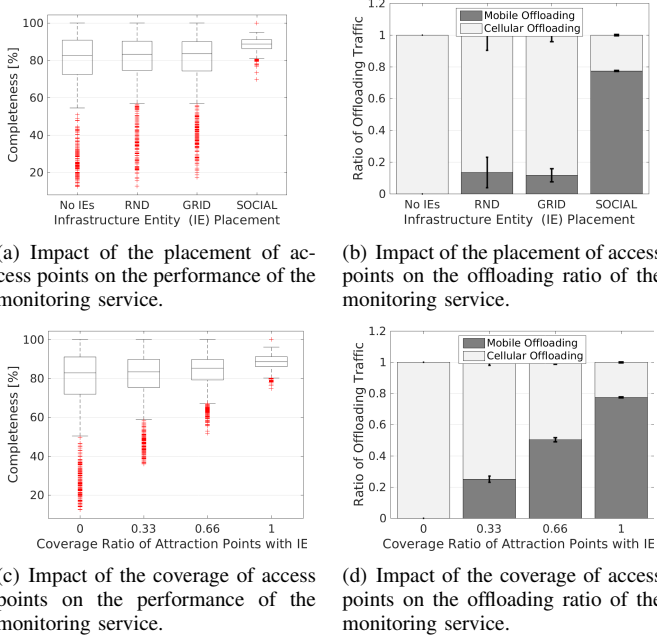 1.2
100
80
60
40
20
Completeness [%]
No IEs RND GRID SOCIAL
Infrastructure Entity (IE) Placement
Mobile Offloading
Cellular Offloading
1
0.8
0.6
0.4
0.2
0
Ratio of Offloading Traffic
No IEs RND GRID SOCIAL
Infrastructure Entity (IE) Placement
(a) Impact of the placement of ac-
cess points on the performance of the
monitoring service.
(b) Impact of the placement of access
points on the offloading ratio of the
monitoring service.
100
80
60
40
20
Completeness [%]
0 0.33 0.66 1
Coverage Ratio of Attraction Points with IE
1.2
1
0.8
0.6
0.4
0.2
0
Ratio of Offloading Traffic
Mobile Offloading
Cellular Offloading
0 0.33 0.66 1
Coverage Ratio of Attraction Points with IE
(c) Impact of the coverage of access
points on the performance of the
monitoring service.
(d) Impact of the coverage of access
points on the offloading ratio of the
monitoring service.